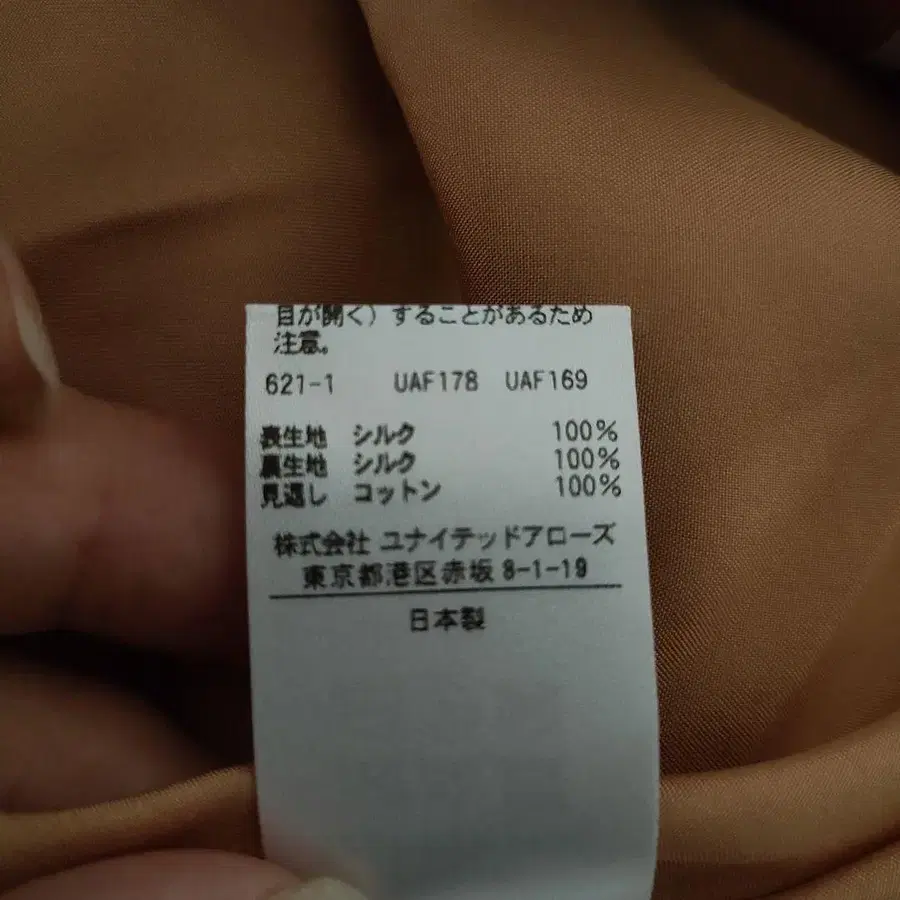 目が開く）することがあるため
注意。
621-1 UAF178 UAF169
表生地 シルク 100%
裏生地 シルク 100%
見返し コットン 100%
株式会社 ユナイテッドアローズ
東京都港区赤坂 8-1-19
日本製